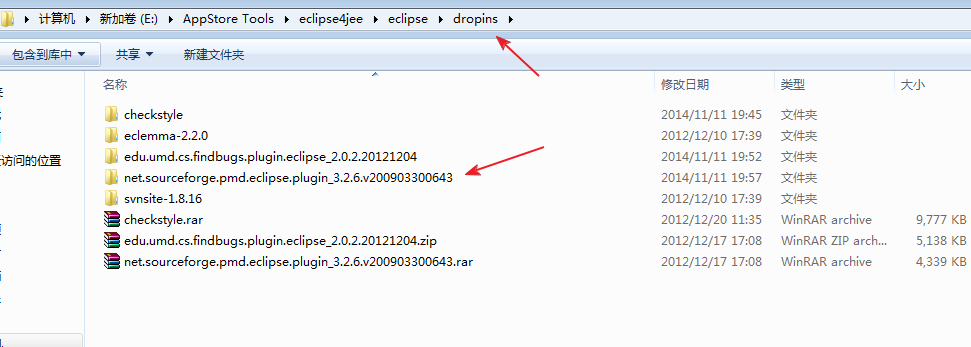 计算机 新加卷 (E:) AppStore Tools eclipse4jee eclipse dropins
包含到库中 共享 新建文件夹
名称 修改日期 类型 大小
checkstyle 2014/11/11 19:45 文件夹
eclemma-2.2.0 2012/12/10 17:39 文件夹
edu.umd.cs.findbugs.plugin.eclipse_2.0.2.20121204 2014/11/11 19:52 文件夹
访问的位置 net.sourceforge.pmd.eclipse.plugin_3.2.6.v200903300643 2014/11/11 19:57 文件夹
svnsite-1.8.16 2012/12/10 17:39 文件夹
checkstyle.rar 2012/12/20 11:35 WinRAR archive 9,777 KB
edu.umd.cs.findbugs.plugin.eclipse_2.0.2.20121204.zip 2012/12/17 17:08 WinRAR ZIP arch... 5,138 KB
net.sourceforge.pmd.eclipse.plugin_3.2.6.v200903300643.rar 2012/12/17 17:08 WinRAR archive 4,339 KB